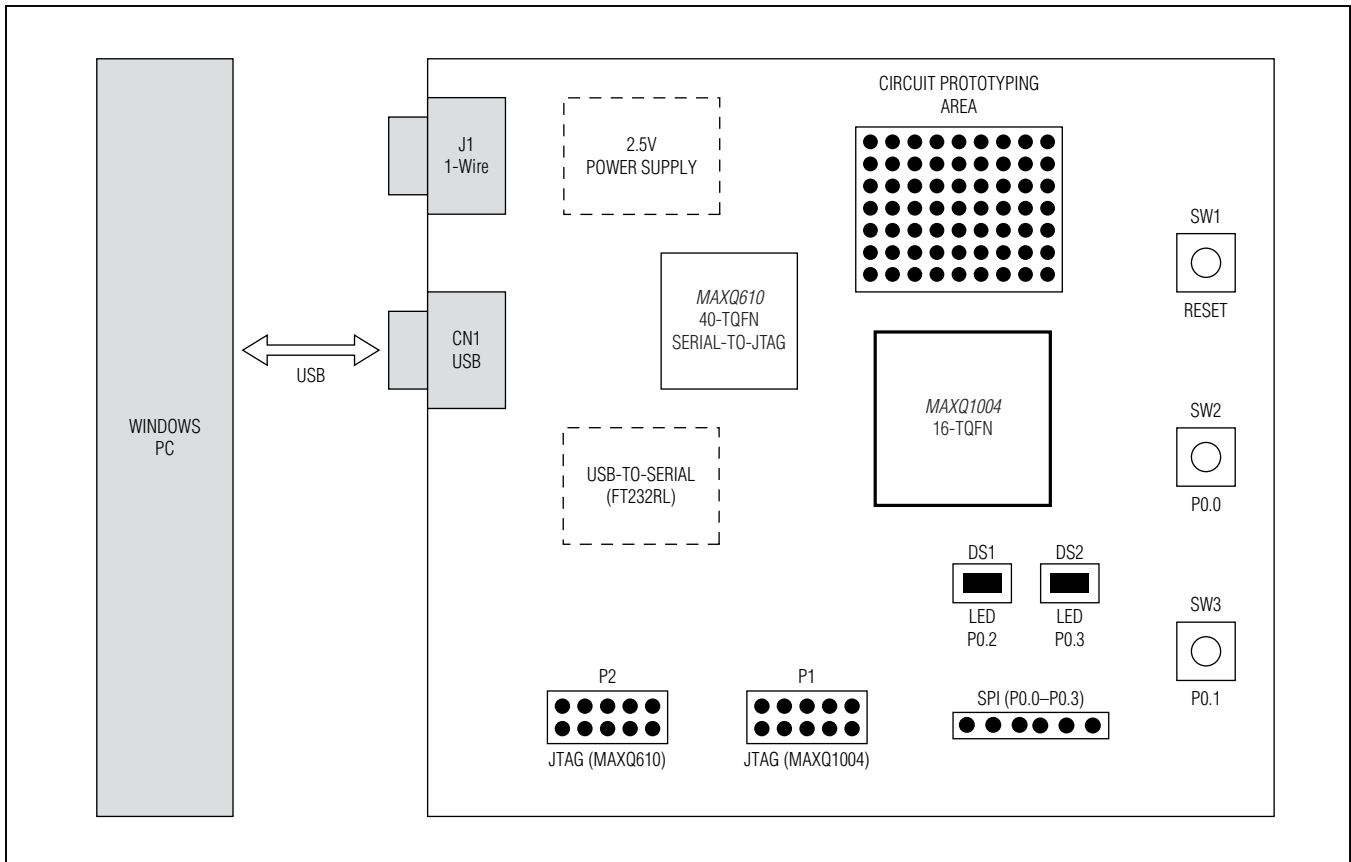 WINDOWS
PC
USB
J1
1-Wire
CN1
USB
2.5V
POWER SUPPLY
MAXQ610
40-TQFN
SERIAL-TO-JTAG
USB-TO-SERIAL
(FT232RL)
CIRCUIT PROTOTYPING
AREA
MAXQ1004
16-TQFN
SW1
RESET
SW2
P0.0
SW3
P0.1
DS1
LED
P0.2
DS2
LED
P0.3
P2
JTAG (MAXQ610)
P1
JTAG (MAXQ1004)
SPI (P0.0–P0.3)